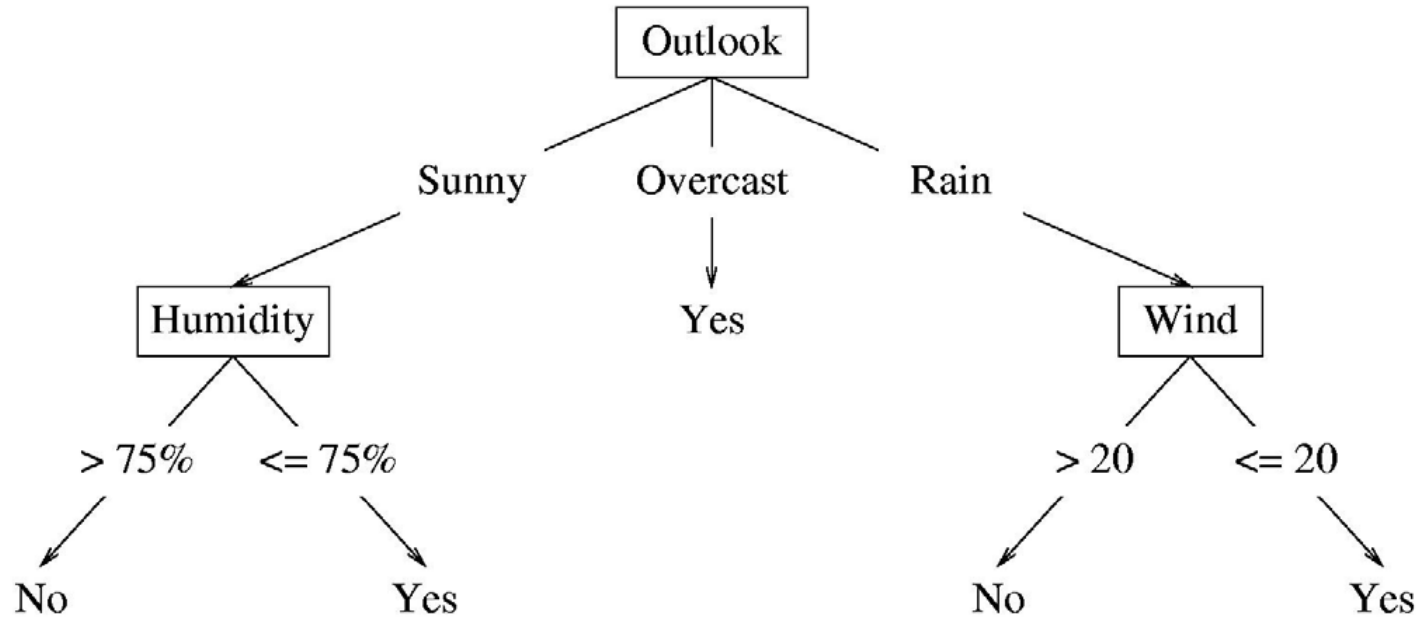 Outlook
Sunny Overcast Rain
Humidity Yes Wind
> 75% <= 75% > 20 <= 20
No Yes No Yes